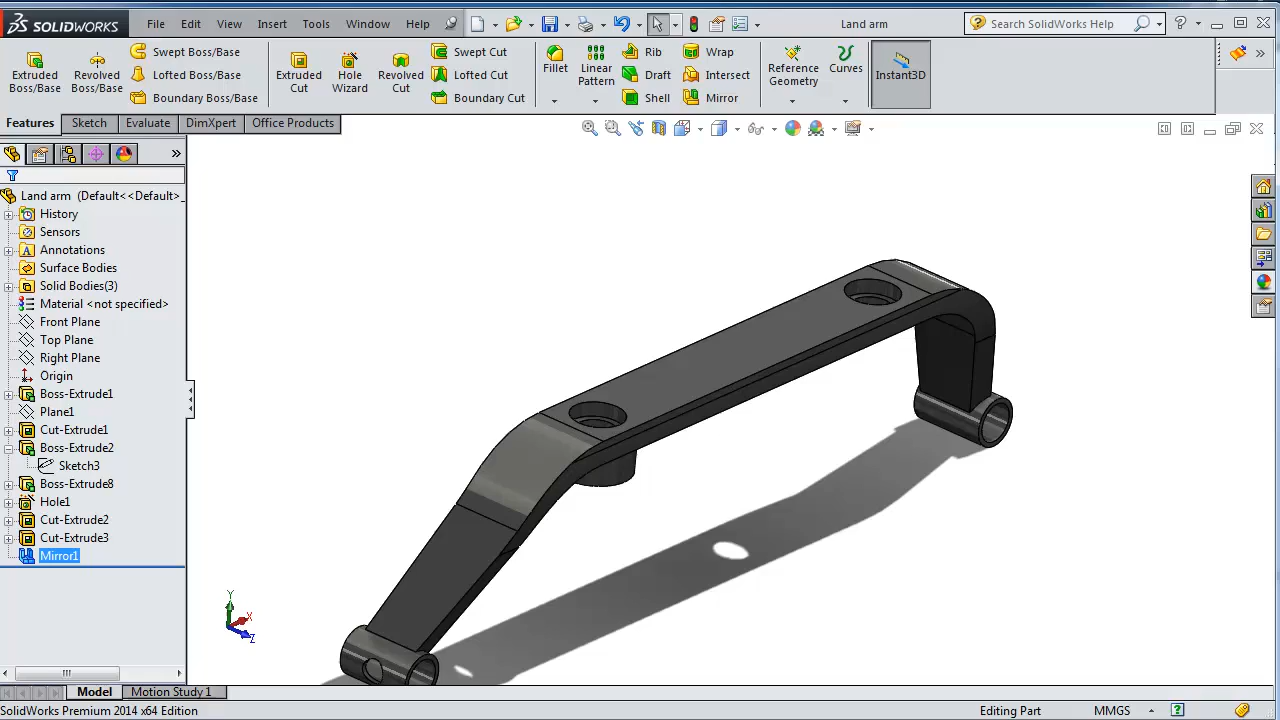 SOLIDWORKS File Edit View Insert Tools Window Help Land arm Search SolidWorks Help
Extruded Boss/Base
Revolved Boss/Base
Swept Boss/Base
Lofted Boss/Base
Boundary Boss/Base
Extruded Cut
Hole Wizard
Revolved Cut
Swept Cut
Lofted Cut
Boundary Cut
Fillet
Linear Pattern
Rib
Draft
Shell
Wrap
Intersect
Mirror
Reference Geometry
Curves
Instant3D
Features Sketch Evaluate DimXpert Office Products
Land arm (Default<<Default>_
History
Sensors
Annotations
Surface Bodies
Solid Bodies(3)
Material <not specified>
Front Plane
Top Plane
Right Plane
Origin
Boss-Extrude1
Plane1
Cut-Extrude1
Boss-Extrude2
Sketch3
Boss-Extrude8
Hole1
Cut-Extrude2
Cut-Extrude3
Mirror1
Y
X
Z
Model Motion Study 1
SolidWorks Premium 2014 x64 Edition Editing Part MMGS